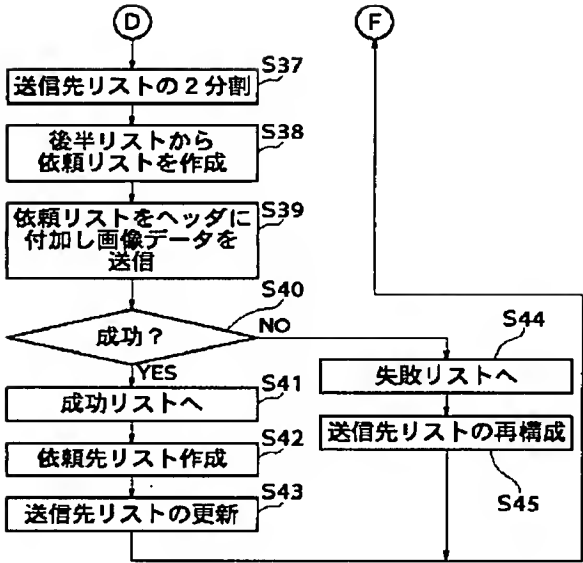 D
F
S37
送信先リストの2分割
S38
後半リストから
依頼リストを作成
S39
依頼リストをヘッダに
付加し画像データを
送信
S40
成功?
NO
YES
S41
成功リストへ
S42
依頼先リスト作成
S43
送信先リストの更新
S44
失敗リストへ
送信先リストの再構成
S45